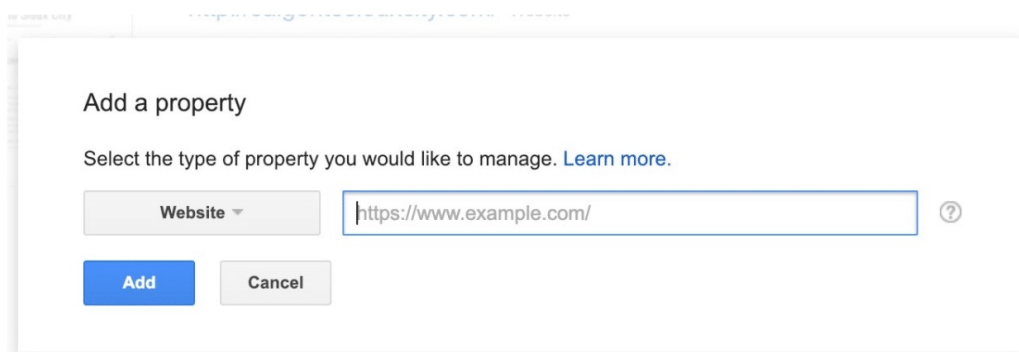 Add a property
Select the type of property you would like to manage. Learn more.
Website https://www.example.com/ ?
Add Cancel